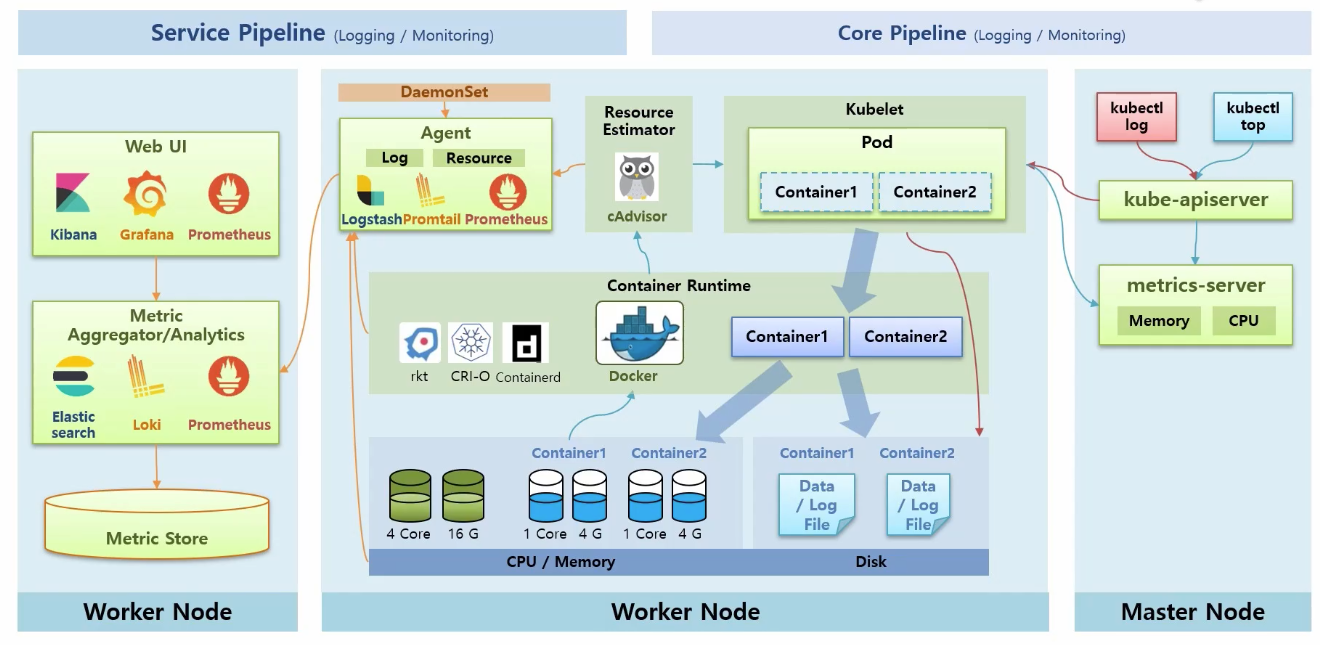 Service Pipeline (Logging / Monitoring)
Core Pipeline (Logging / Monitoring)
Web UI
Kibana
Grafana
Prometheus
Metric
Aggregator/Analytics
Elastic
search
Loki
Prometheus
Metric Store
Worker Node
DaemonSet
Agent
Log
Resource
Logstash
Promtail
Prometheus
Resource
Estimator
cAdvisor
Kubelet
Pod
Container1
Container2
Container Runtime
rkt
CRI-O
Containerd
Docker
Container1
Container2
Container1
Container2
4 Core
16 G
1 Core
4 G
1 Core
4 G
CPU / Memory
Container1
Container2
Data
/ Log
File
Data
/ Log
File
Disk
Worker Node
kubectl
log
kubectl
top
kube-apiserver
metrics-server
Memory
CPU
Master Node